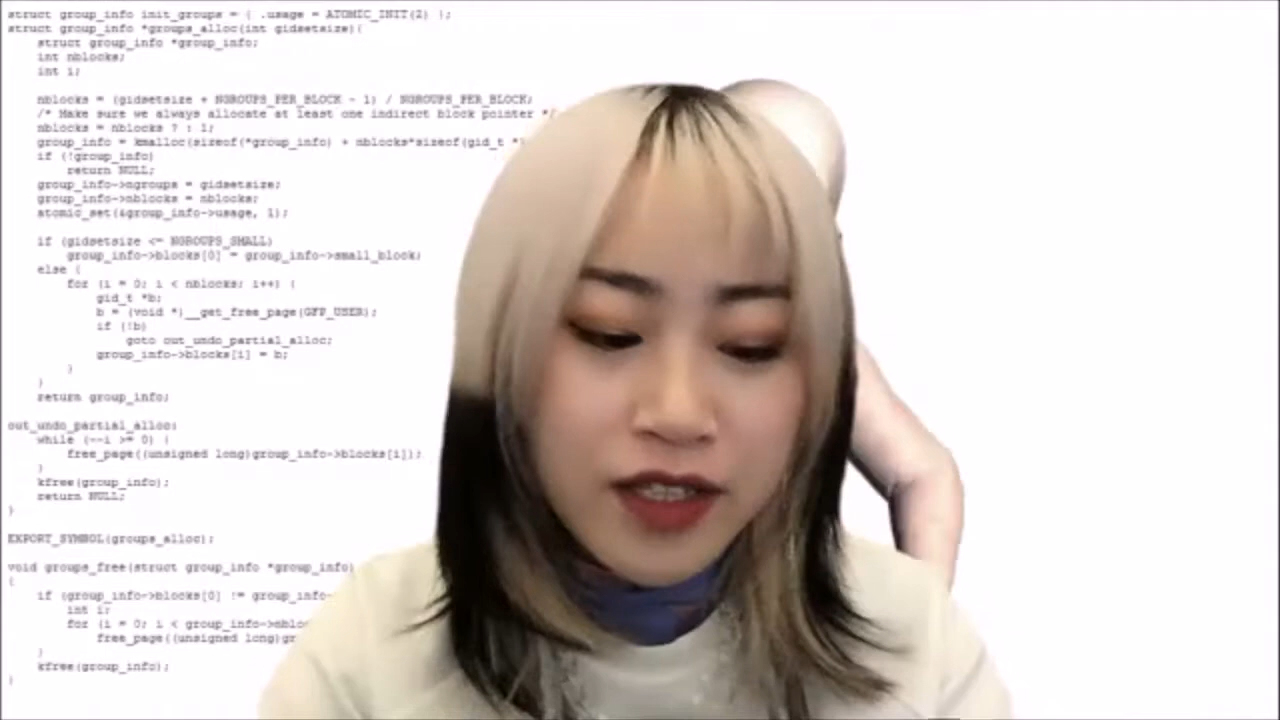 struct group_info init_groups = { .usage = ATOMIC_INIT(2) };
struct group_info *groups_alloc(int gidsetsize){
struct group_info *group_info;
int nblocks;
int i;
nblocks = (gidsetsize + NGROUPS_PER_BLOCK - 1) / NGROUPS_PER_BLOCK;
/* Make sure we always allocate at least one indirect block pointer */
nblocks = nblocks ? : 1;
group_info = kmalloc(sizeof(*group_info) + nblocks*sizeof(gid_t *)
if (!group_info)
return NULL;
group_info->ngroups = gidsetsize;
group_info->nblocks = nblocks;
atomic_set(&group_info->usage, 1);
if (gidsetsize <= NGROUPS_SMALL)
group_info->blocks[0] = group_info->small_block;
else {
for (i = 0; i < nblocks; i++) {
gid_t *b;
b = (void *)__get_free_page(GFP_USER);
if (!b)
goto out_undo_partial_alloc;
group_info->blocks[i] = b;
}
}
return group_info;
out_undo_partial_alloc:
while (--i >= 0) {
free_page((unsigned long)group_info->blocks[i]);
}
kfree(group_info);
return NULL;
}
EXPORT_SYMBOL(groups_alloc);
void groups_free(struct group_info *group_info)
{
if (group_info->blocks[0] != group_info-
int i;
for (i = 0; i < group_info->nbloc
free_page((unsigned long)gr
}
kfree(group_info);
}